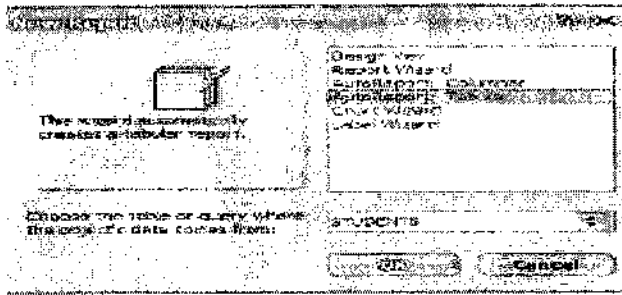 This wizard automatically
creates a tabular report.
Choose the table or query where
the object's data comes from:
Design View
Report Wizard
AutoReport: Columnar
AutoReport: Tabular
Chart Wizard
Label Wizard
STUDENTS
OK
Cancel